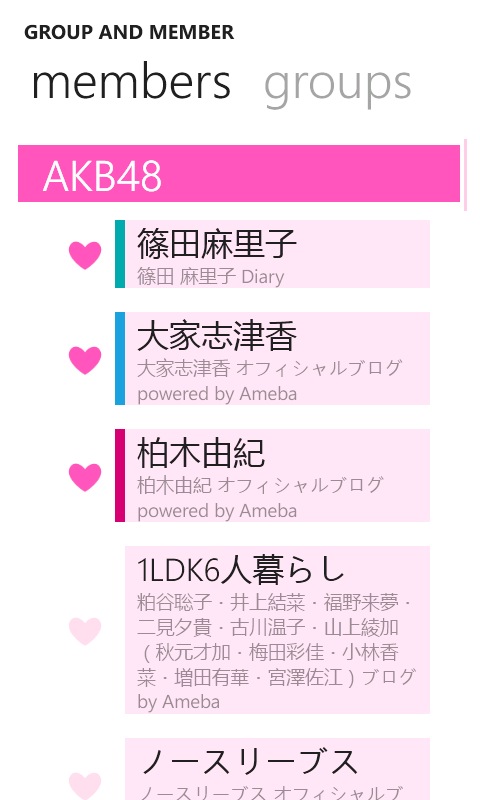 GROUP AND MEMBER
members groups
AKB48
篠田麻里子
篠田 麻里子 Diary
大家志津香
大家志津香 オフィシャルブログ
powered by Ameba
柏木由紀
柏木由紀 オフィシャルブログ
powered by Ameba
1LDK6人暮らし
粕谷聡子・井上結菜・福野来夢・
二見夕貴・古川温子・山上綾加
(秋元才加・梅田彩佳・小林香
菜・増田有華・宮澤佐江)ブログ
by Ameba
ノースリーブス
ノースリーブス オフィシャルブ